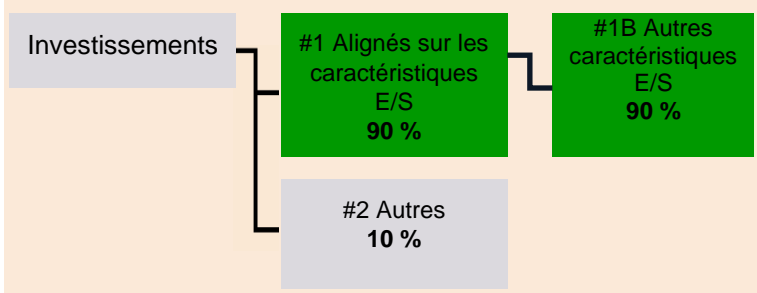 Investissements
#1 Alignés sur les
caractéristiques
E/S
90 %
#1B Autres
caractéristiques
E/S
90 %
#2 Autres
10 %